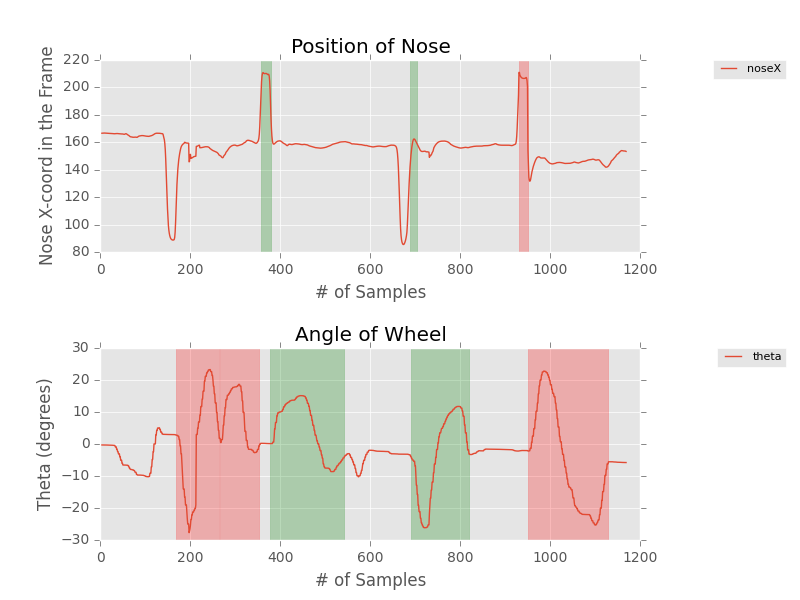 Position of Nose
Nose X-coord in the Frame
220
200
180
160
140
120
100
80
0 200 400 600 800 1000 1200
# of Samples
noseX
Angle of Wheel
Theta (degrees)
30
20
10
0
−10
−20
−30
0 200 400 600 800 1000 1200
# of Samples
theta